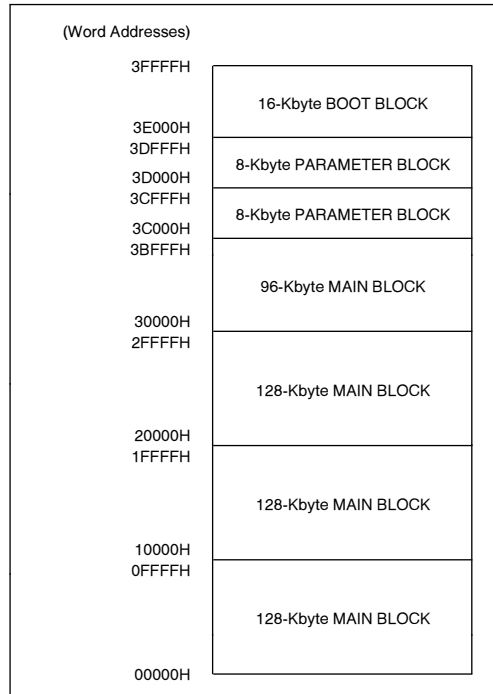 (Word Addresses)
3FFFFH
16-Kbyte BOOT BLOCK
3E000H
3DFFFH
8-Kbyte PARAMETER BLOCK
3D000H
3CFFFH
8-Kbyte PARAMETER BLOCK
3C000H
3BFFFH
96-Kbyte MAIN BLOCK
30000H
2FFFFH
128-Kbyte MAIN BLOCK
20000H
1FFFFH
128-Kbyte MAIN BLOCK
10000H
0FFFFH
128-Kbyte MAIN BLOCK
00000H